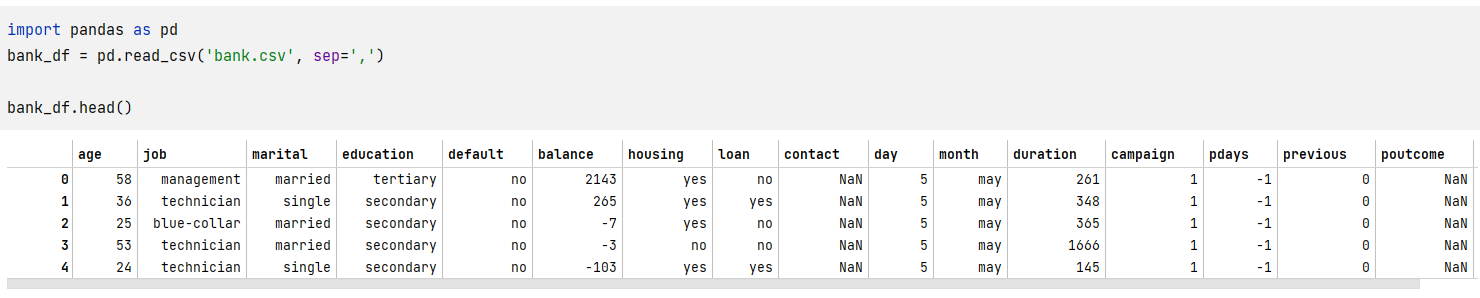 import pandas as pd
bank_df = pd.read_csv('bank.csv', sep=',')
bank_df.head()
age job marital education default balance housing loan contact day month duration campaign pdays previous poutcome
0 58 management married tertiary no 2143 yes no NaN 5 may 261 1 -1 0 NaN
1 36 technician single secondary no 265 yes yes NaN 5 may 348 1 -1 0 NaN
2 25 blue-collar married secondary no -7 yes no NaN 5 may 365 1 -1 0 NaN
3 53 technician married secondary no -3 no no NaN 5 may 1666 1 -1 0 NaN
4 24 technician single secondary no -103 yes yes NaN 5 may 145 1 -1 0 NaN